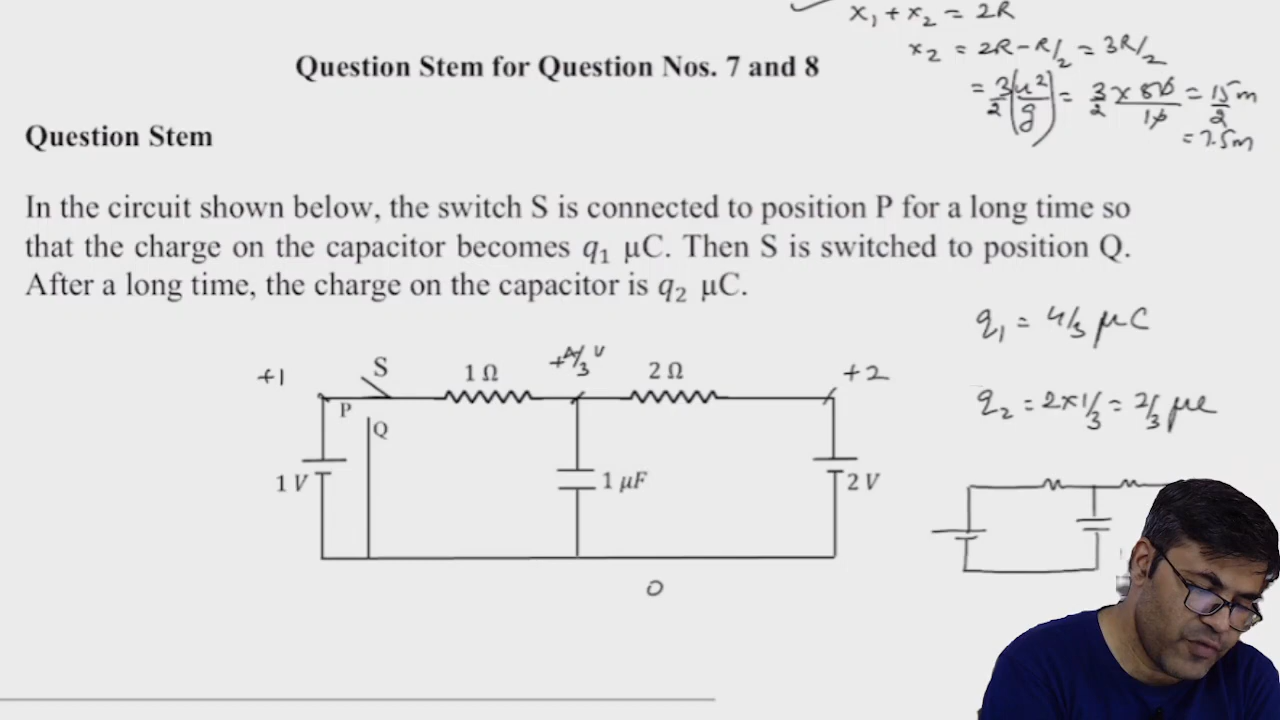 x₁ + x₂ = 2R
x₂ = 2R - R/2 = 3R/2
Question Stem for Question Nos. 7 and 8
= 3/2 (u²/g) = 3/2 × 50/10 = 15/2 m
= 7.5m
Question Stem
In the circuit shown below, the switch S is connected to position P for a long time so
that the charge on the capacitor becomes q₁ μC. Then S is switched to position Q.
After a long time, the charge on the capacitor is q₂ μC.
q₁ = 4/3 μC
+1
S
1 Ω
+4/3 V
2 Ω
+2
P
Q
q₂ = 2×1/3 = 2/3 μC
1 V
1 μF
2 V
0